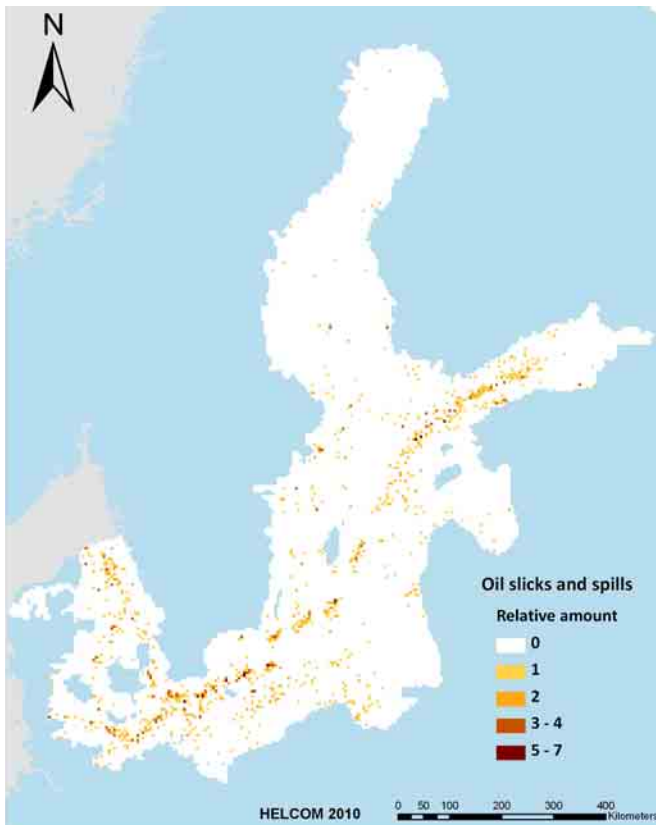 N
Oil slicks and spills
Relative amount
0
1
2
3 - 4
5 - 7
HELCOM 2010
0 50 100 200 300 400
Kilometers